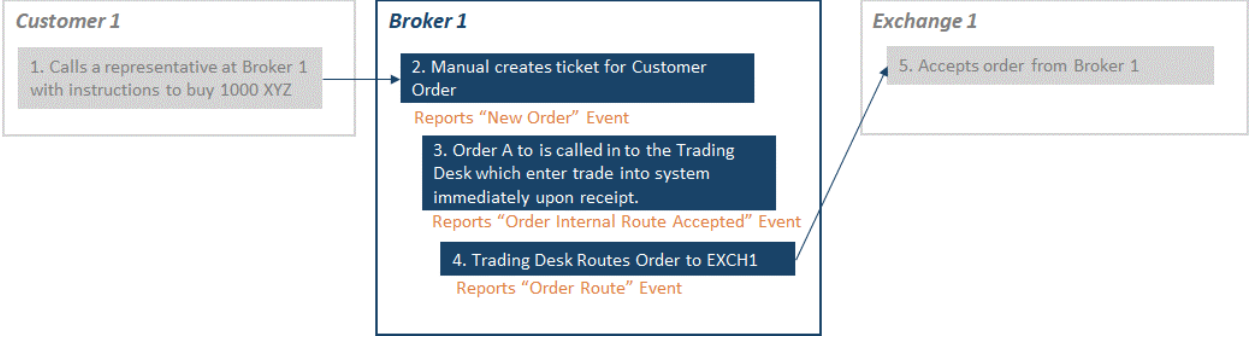 Customer 1
1. Calls a representative at Broker 1
with instructions to buy 1000 XYZ
Broker 1
2. Manual creates ticket for Customer
Order
Reports “New Order” Event
3. Order A to is called in to the Trading
Desk which enter trade into system
immediately upon receipt.
Reports “Order Internal Route Accepted” Event
4. Trading Desk Routes Order to EXCH1
Reports “Order Route” Event
Exchange 1
5. Accepts order from Broker 1